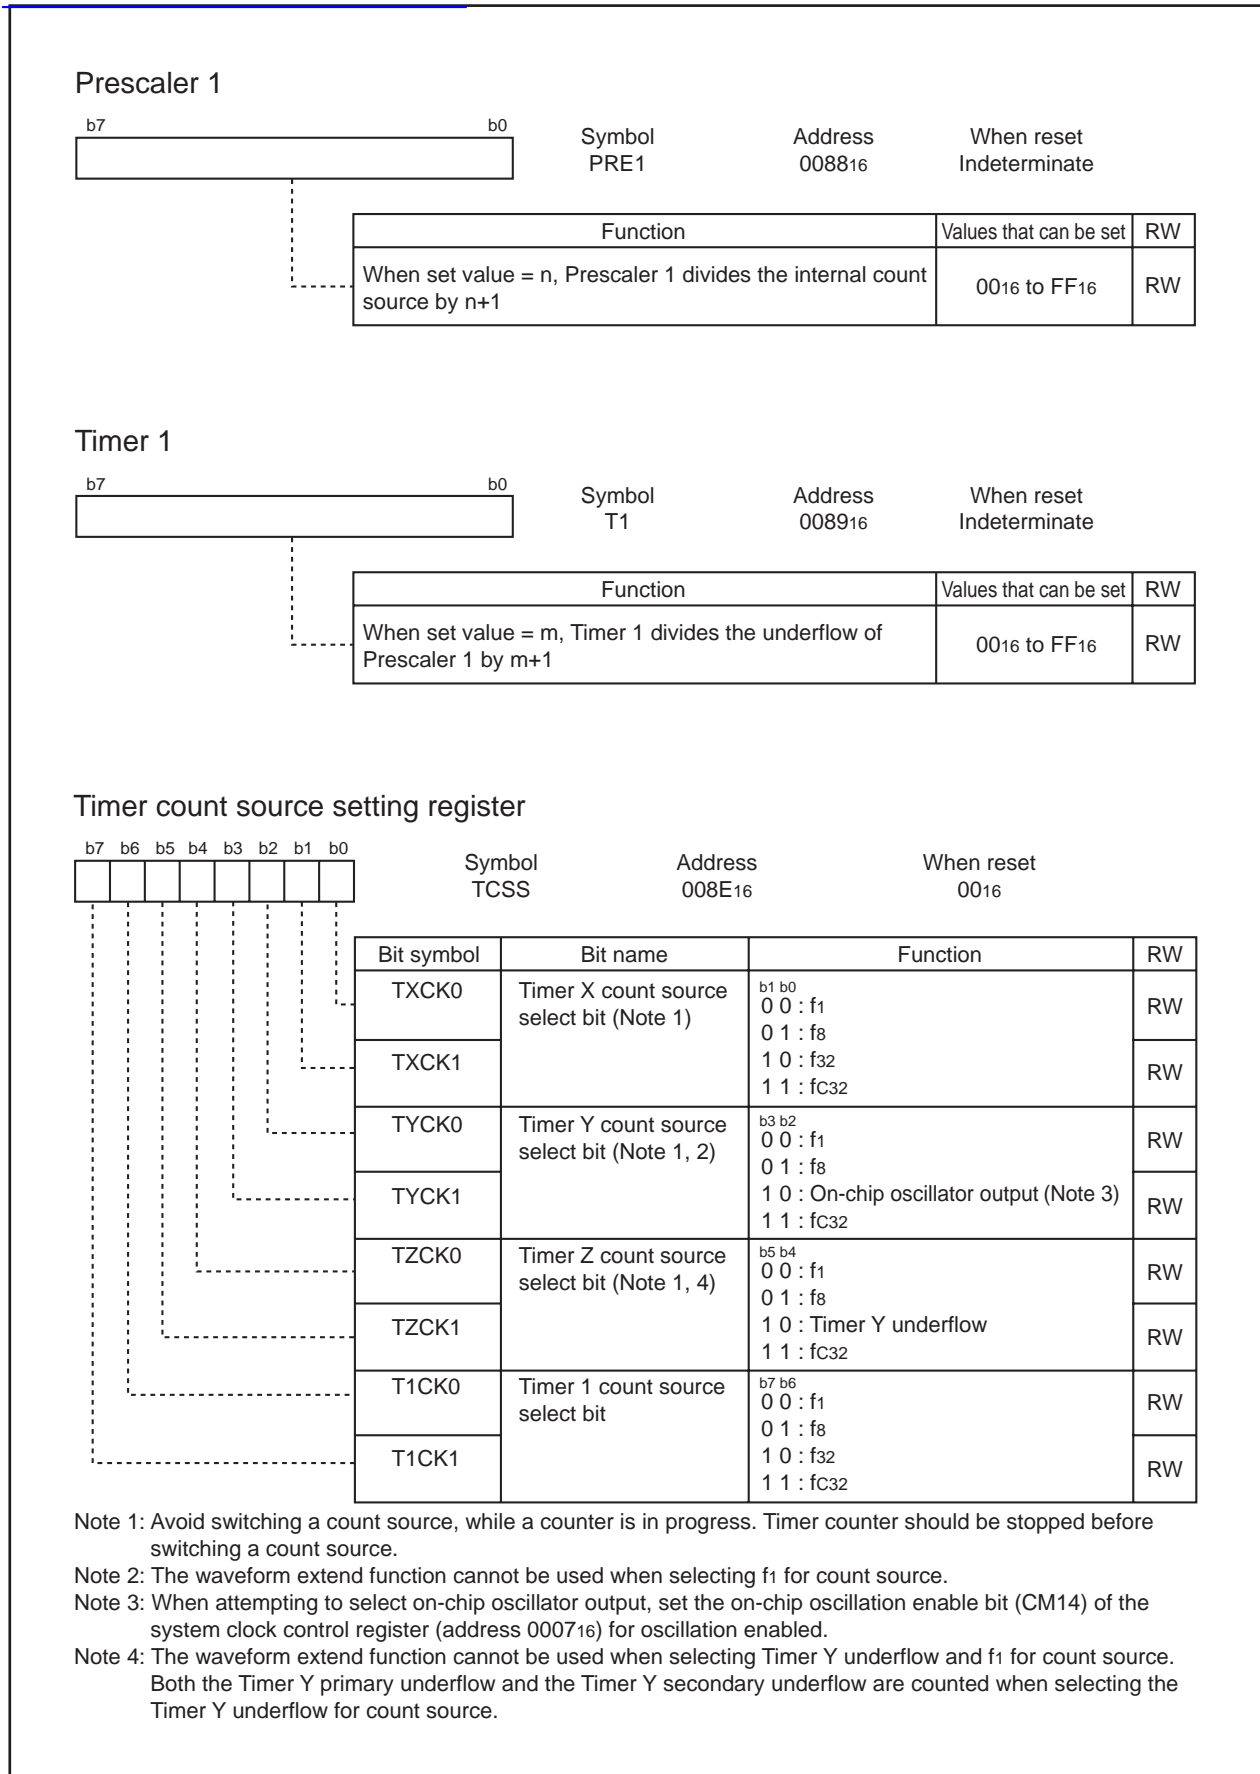 Prescaler 1
b7 b0
Symbol Address When reset
PRE1 008816 Indeterminate
Function Values that can be set RW
When set value = n, Prescaler 1 divides the internal count
source by n+1
0016 to FF16 RW
Timer 1
b7 b0
Symbol Address When reset
T1 008916 Indeterminate
Function Values that can be set RW
When set value = m, Timer 1 divides the underflow of
Prescaler 1 by m+1
0016 to FF16 RW
Timer count source setting register
b7 b6 b5 b4 b3 b2 b1 b0
Symbol Address When reset
TCSS 008E16 0016
Bit symbol Bit name Function RW
TXCK0 Timer X count source
select bit (Note 1)
b1 b0
0 0 : f1
0 1 : f8
RW
TXCK1
1 0 : f32
1 1 : fC32
RW
TYCK0 Timer Y count source
select bit (Note 1, 2)
b3 b2
0 0 : f1
0 1 : f8
RW
TYCK1
1 0 : On-chip oscillator output (Note 3)
1 1 : fC32
RW
TZCK0 Timer Z count source
select bit (Note 1, 4)
b5 b4
0 0 : f1
0 1 : f8
RW
TZCK1
1 0 : Timer Y underflow
1 1 : fC32
RW
T1CK0 Timer 1 count source
select bit
b7 b6
0 0 : f1
0 1 : f8
RW
T1CK1
1 0 : f32
1 1 : fC32
RW
Note 1: Avoid switching a count source, while a counter is in progress. Timer counter should be stopped before
switching a count source.
Note 2: The waveform extend function cannot be used when selecting f1 for count source.
Note 3: When attempting to select on-chip oscillator output, set the on-chip oscillation enable bit (CM14) of the
system clock control register (address 000716) for oscillation enabled.
Note 4: The waveform extend function cannot be used when selecting Timer Y underflow and f1 for count source.
Both the Timer Y primary underflow and the Timer Y secondary underflow are counted when selecting the
Timer Y underflow for count source.